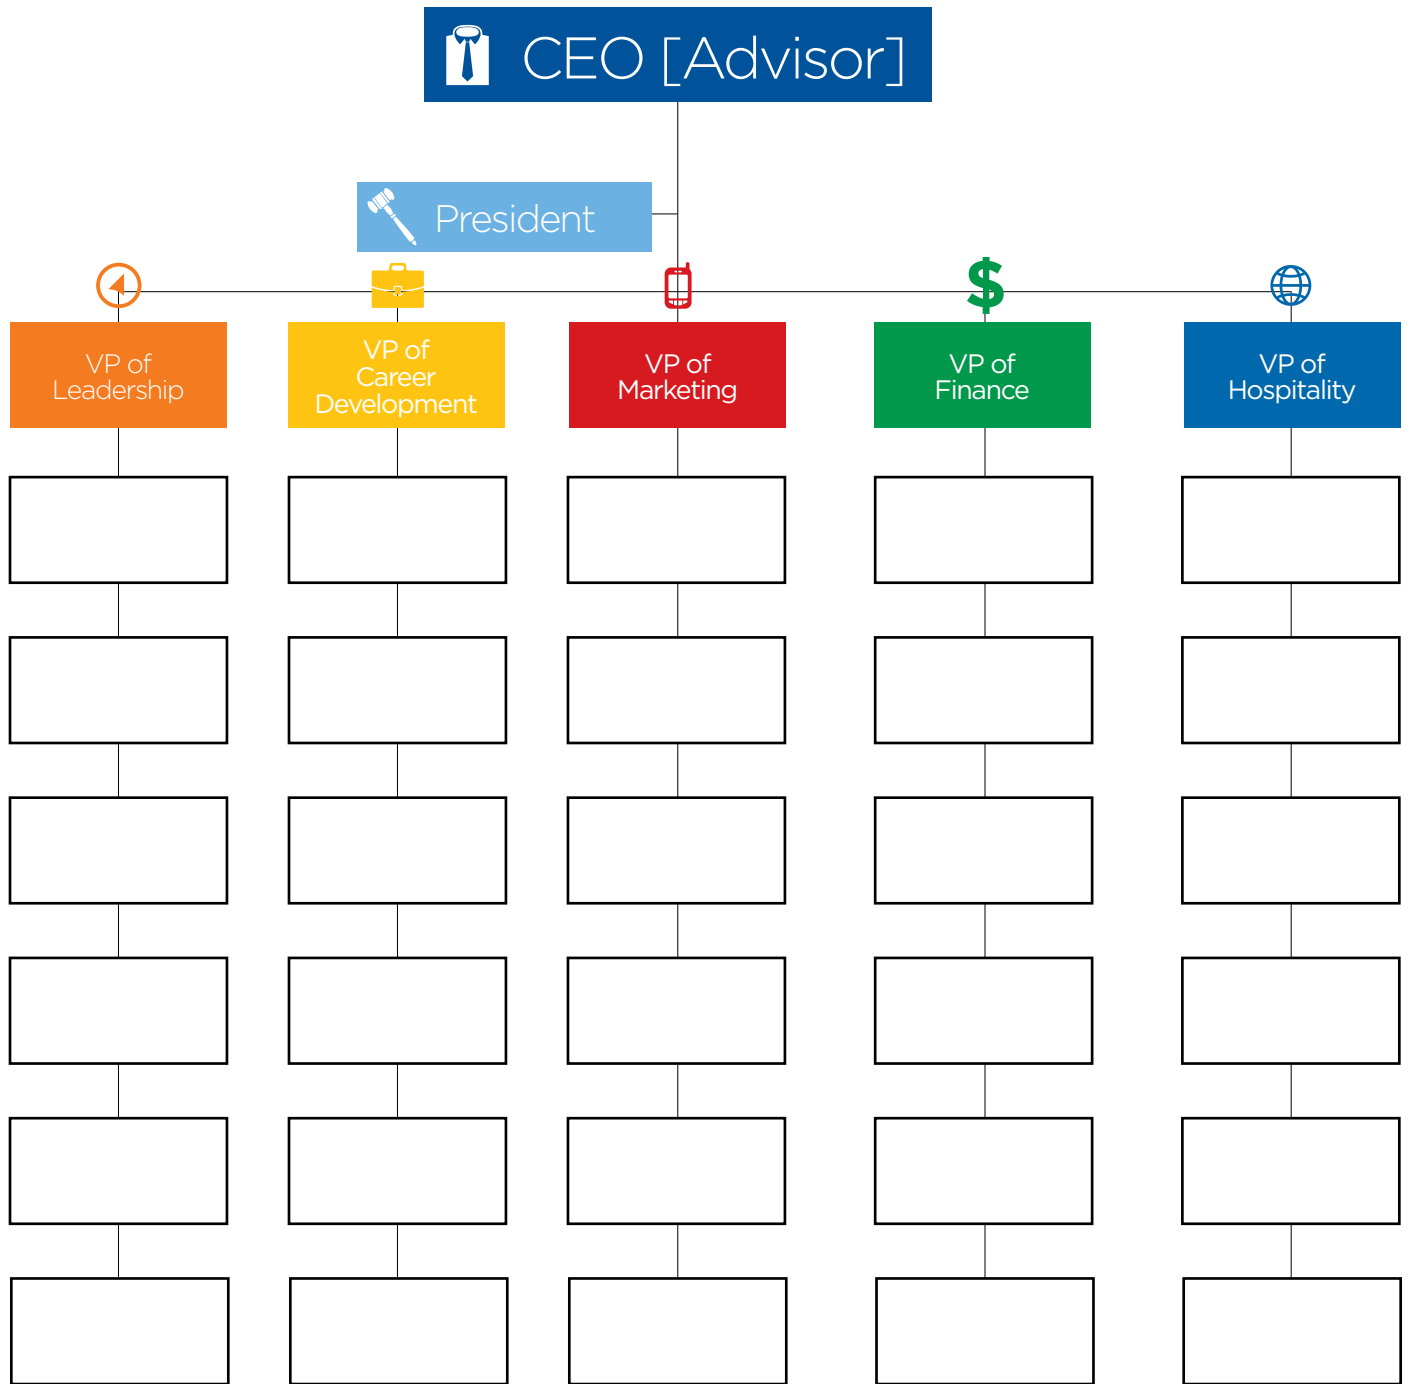 CEO [Advisor]
President
VP of
Leadership
VP of
Career
Development
VP of
Marketing
$
VP of
Finance
VP of
Hospitality